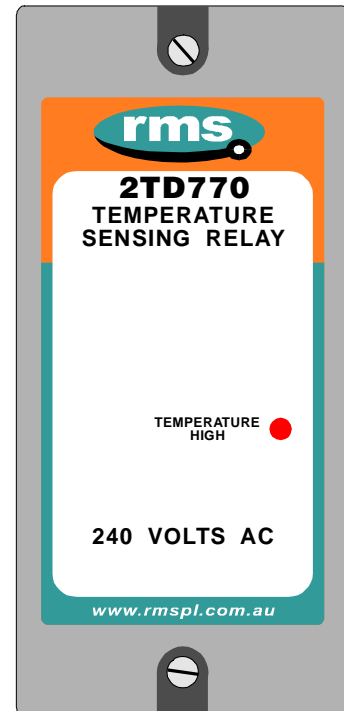 rms
2TD770
TEMPERATURE
SENSING RELAY
TEMPERATURE
HIGH
240 VOLTS AC
www.rmspl.com.au